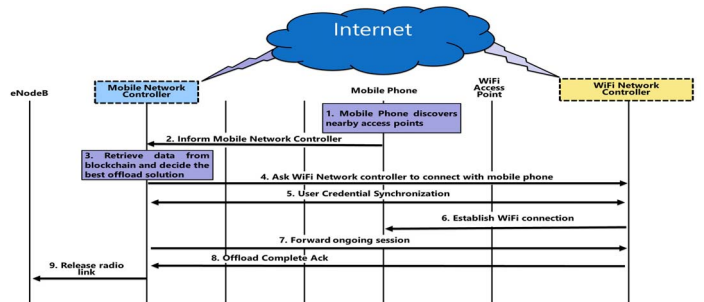 Internet
eNodeB
Mobile Network
Controller
Mobile Phone
WiFi
Access
Point
WiFi Network
Controller
1. Mobile Phone discovers
nearby access points
2. Inform Mobile Network Controller
3. Retrieve data from
blockchain and decide the
best offload solution
4. Ask WiFi Network controller to connect with mobile phone
5. User Credential Synchronization
6. Establish WiFi connection
7. Forward ongoing session
8. Offload Complete Ack
9. Release radio
link